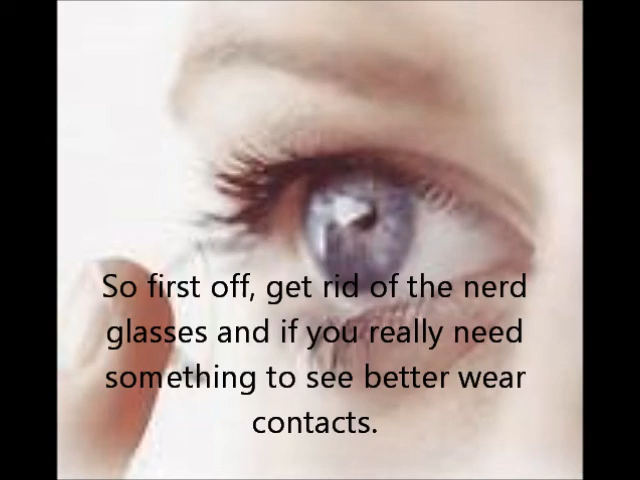 So first off, get rid of the nerd
glasses and if you really need
something to see better wear
contacts.